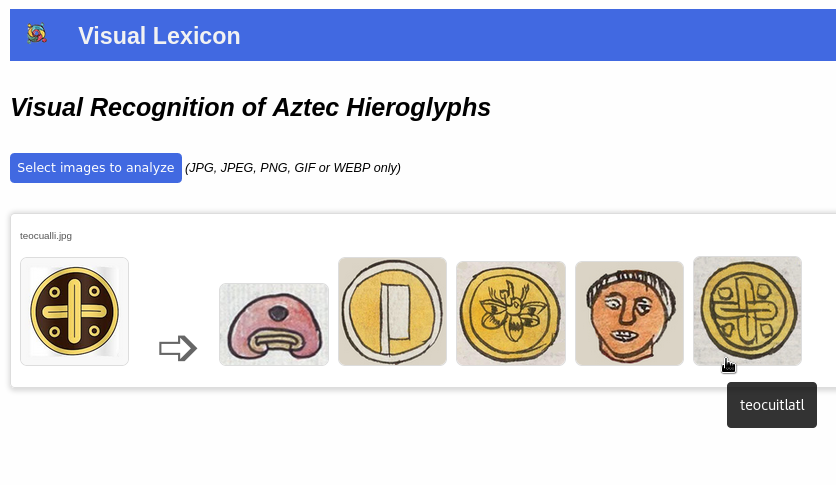 Visual Lexicon
Visual Recognition of Aztec Hieroglyphs
Select images to analyze (JPG, JPEG, PNG, GIF or WEBP only)
teocualli.jpg
teocuitlatl